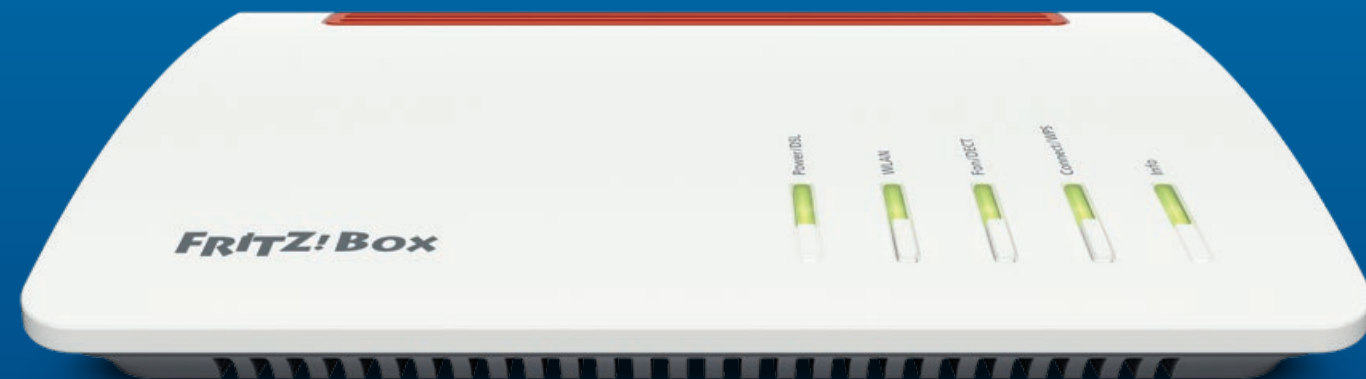 Power/DSL
WLAN
Fon/DECT
Connect/WPS
Info
FRITZ!Box